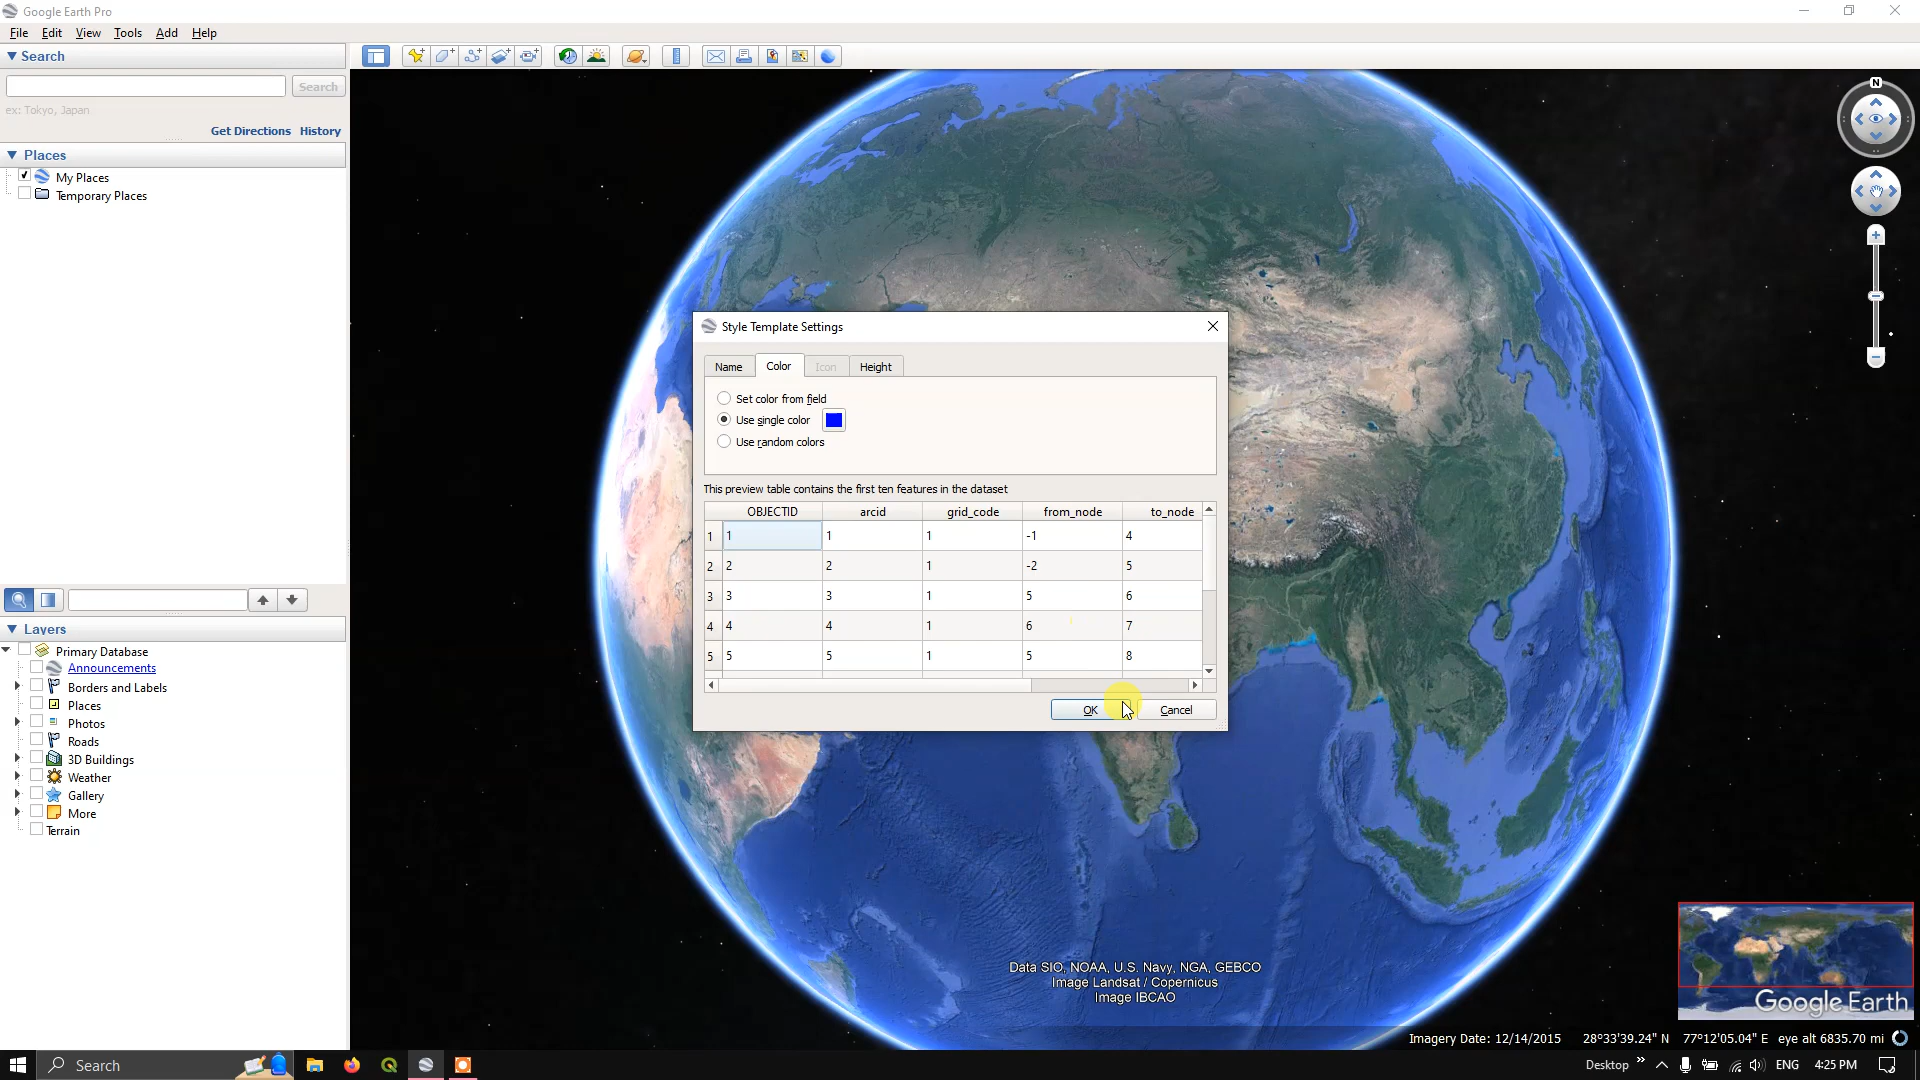 Google Earth Pro
File Edit View Tools Add Help
Search
Search
ex: Tokyo, Japan
Get Directions History
Places
My Places
Temporary Places
Layers
Primary Database
Announcements
Borders and Labels
Places
Photos
Roads
3D Buildings
Weather
Gallery
More
Terrain
N
Style Template Settings
Name Color Icon Height
Set color from field
Use single color
Use random colors
This preview table contains the first ten features in the dataset
OBJECTID arcid grid_code from_node to_node
1 1 1 1 -1 4
2 2 2 1 -2 5
3 3 3 1 5 6
4 4 4 1 6 7
5 5 5 1 5 8
OK Cancel
Data SIO, NOAA, U.S. Navy, NGA, GEBCO
Image Landsat / Copernicus
Image IBCAO
Google Earth
Imagery Date: 12/14/2015 28°33'39.24" N 77°12'05.04" E eye alt 6835.70 mi
Search Desktop » ENG 4:25 PM